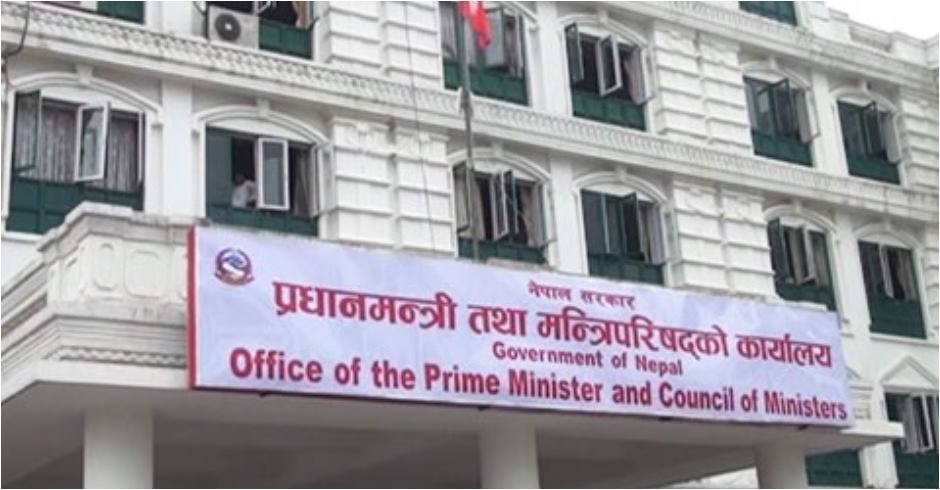 नेपाल सरकार
प्रधानमन्त्री तथा मन्त्रिपरिषद्को कार्यालय
Government of Nepal
Office of the Prime Minister and Council of Ministers